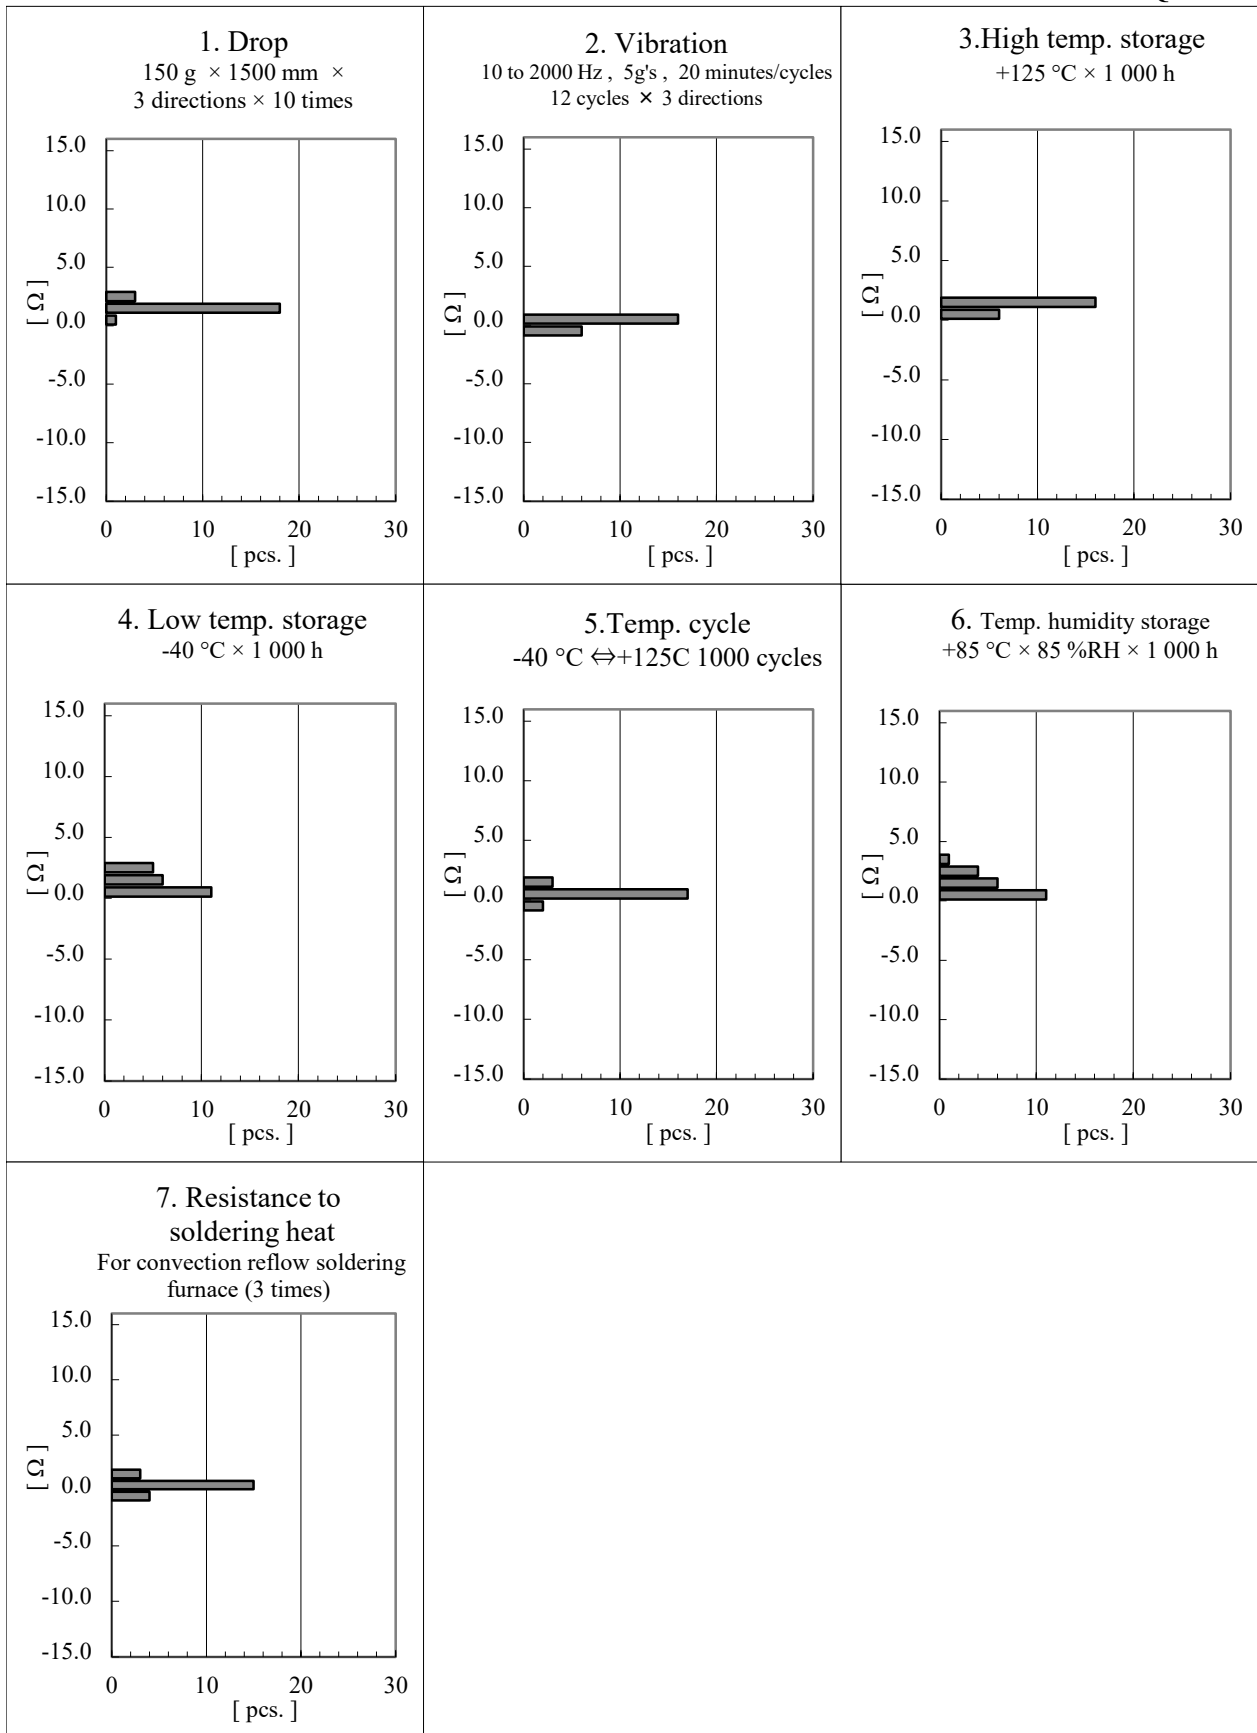 1. Drop
150 g × 1500 mm ×
3 directions × 10 times
15.0
10.0
5.0
0.0
-5.0
-10.0
-15.0
[ Ω ]
0 10 20 30
[ pcs. ]
2. Vibration
10 to 2000 Hz , 5g's , 20 minutes/cycles
12 cycles × 3 directions
15.0
10.0
5.0
0.0
-5.0
-10.0
-15.0
[ Ω ]
0 10 20 30
[ pcs. ]
3.High temp. storage
+125 °C × 1 000 h
15.0
10.0
5.0
0.0
-5.0
-10.0
-15.0
[ Ω ]
0 10 20 30
[ pcs. ]
4. Low temp. storage
-40 °C × 1 000 h
15.0
10.0
5.0
0.0
-5.0
-10.0
-15.0
[ Ω ]
0 10 20 30
[ pcs. ]
5.Temp. cycle
-40 °C ⇔+125C 1000 cycles
15.0
10.0
5.0
0.0
-5.0
-10.0
-15.0
[ Ω ]
0 10 20 30
[ pcs. ]
6. Temp. humidity storage
+85 °C × 85 %RH × 1 000 h
15.0
10.0
5.0
0.0
-5.0
-10.0
-15.0
[ Ω ]
0 10 20 30
[ pcs. ]
7. Resistance to
soldering heat
For convection reflow soldering
furnace (3 times)
15.0
10.0
5.0
0.0
-5.0
-10.0
-15.0
[ Ω ]
0 10 20 30
[ pcs. ]